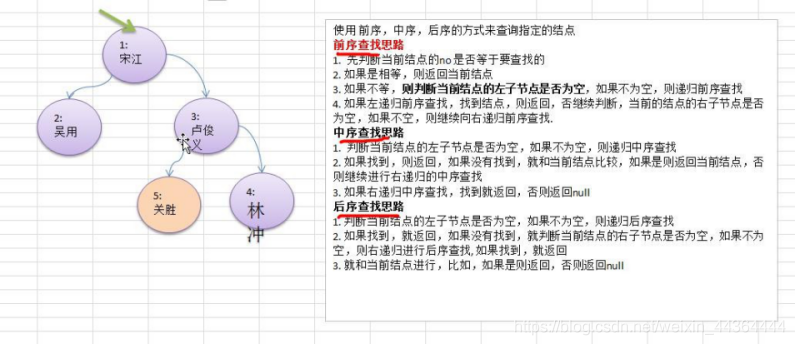 1:
宋江
2:
吴用
3:
卢俊
义
5:
关胜
4:
林
冲
使用前序，中序，后序的方式来查询指定的结点
前序查找思路
1. 先判断当前结点的no是否等于要查找的
2. 如果是相等，则返回当前结点
3. 如果不等，则判断当前结点的左子节点是否为空，如果不为空，则递归前序查找
4. 如果左递归前序查找，找到结点，则返回，否继续判断，当前的结点的右子节点是否
为空，如果不空，则继续向右递归前序查找.
中序查找思路
1. 判断当前结点的左子节点是否为空，如果不为空，则递归中序查找
2. 如果找到，则返回，如果没有找到，就和当前结点比较，如果是则返回当前结点，否
则继续进行右递归的中序查找
3. 如果右递归中序查找，找到就返回，否则返回null
后序查找思路
1. 判断当前结点的左子节点是否为空，如果不为空，则递归后序查找
2. 如果找到，就返回，如果没有找到，就判断当前结点的右子节点是否为空，如果不为
空，则右递归进行后序查找, 如果找到，就返回
3. 就和当前结点进行，比如，如果是则返回，否则返回null
https://blog.csdn.net/weixin_44364444